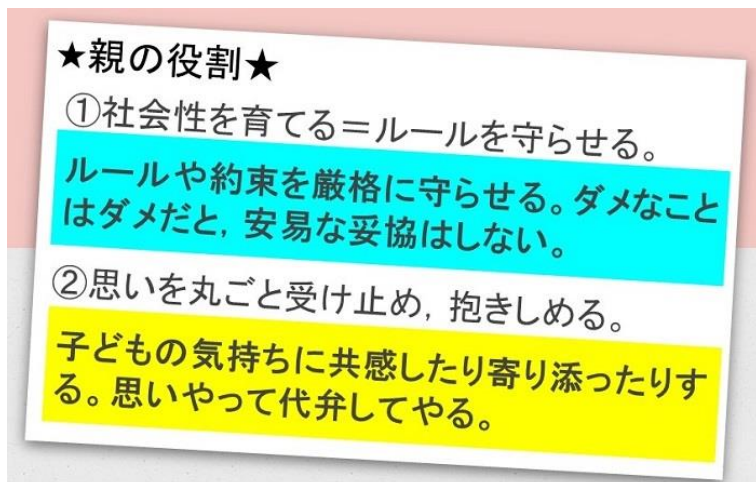 ★親の役割★
①社会性を育てる＝ルールを守らせる。
ルールや約束を厳格に守らせる。ダメなこと
はダメだと, 安易な妥協はしない。
②思いを丸ごと受け止め, 抱きしめる。
子どもの気持ちに共感したり寄り添ったりす
る。思いやって代弁してやる。